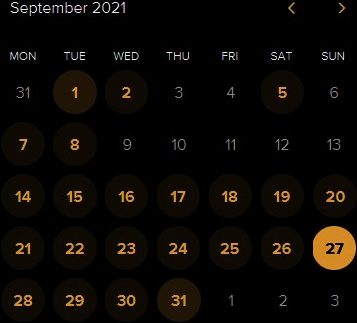 September 2021
MON TUE WED THU FRI SAT SUN
31 1 2 3 4 5 6
7 8 9 10 11 12 13
14 15 16 17 18 19 20
21 22 23 24 25 26 27
28 29 30 31 1 2 3